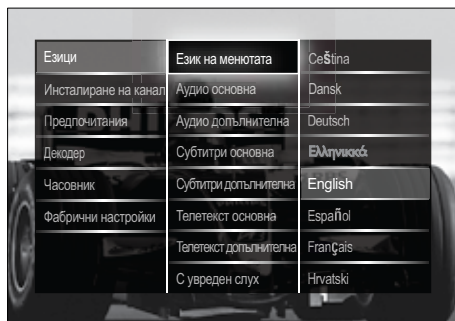 Езици
Инсталиране на канал
Предпочитания
Декодер
Часовник
Фабрични настройки
Език на менютата
Аудио основна
Аудио допълнителна
Субтитри основна
Субтитри допълнителна
Телетекст основна
Телетекст допълнителна
С увреден слух
Čeština
Dansk
Deutsch
Ελληνικά
English
Español
Français
Hrvatski